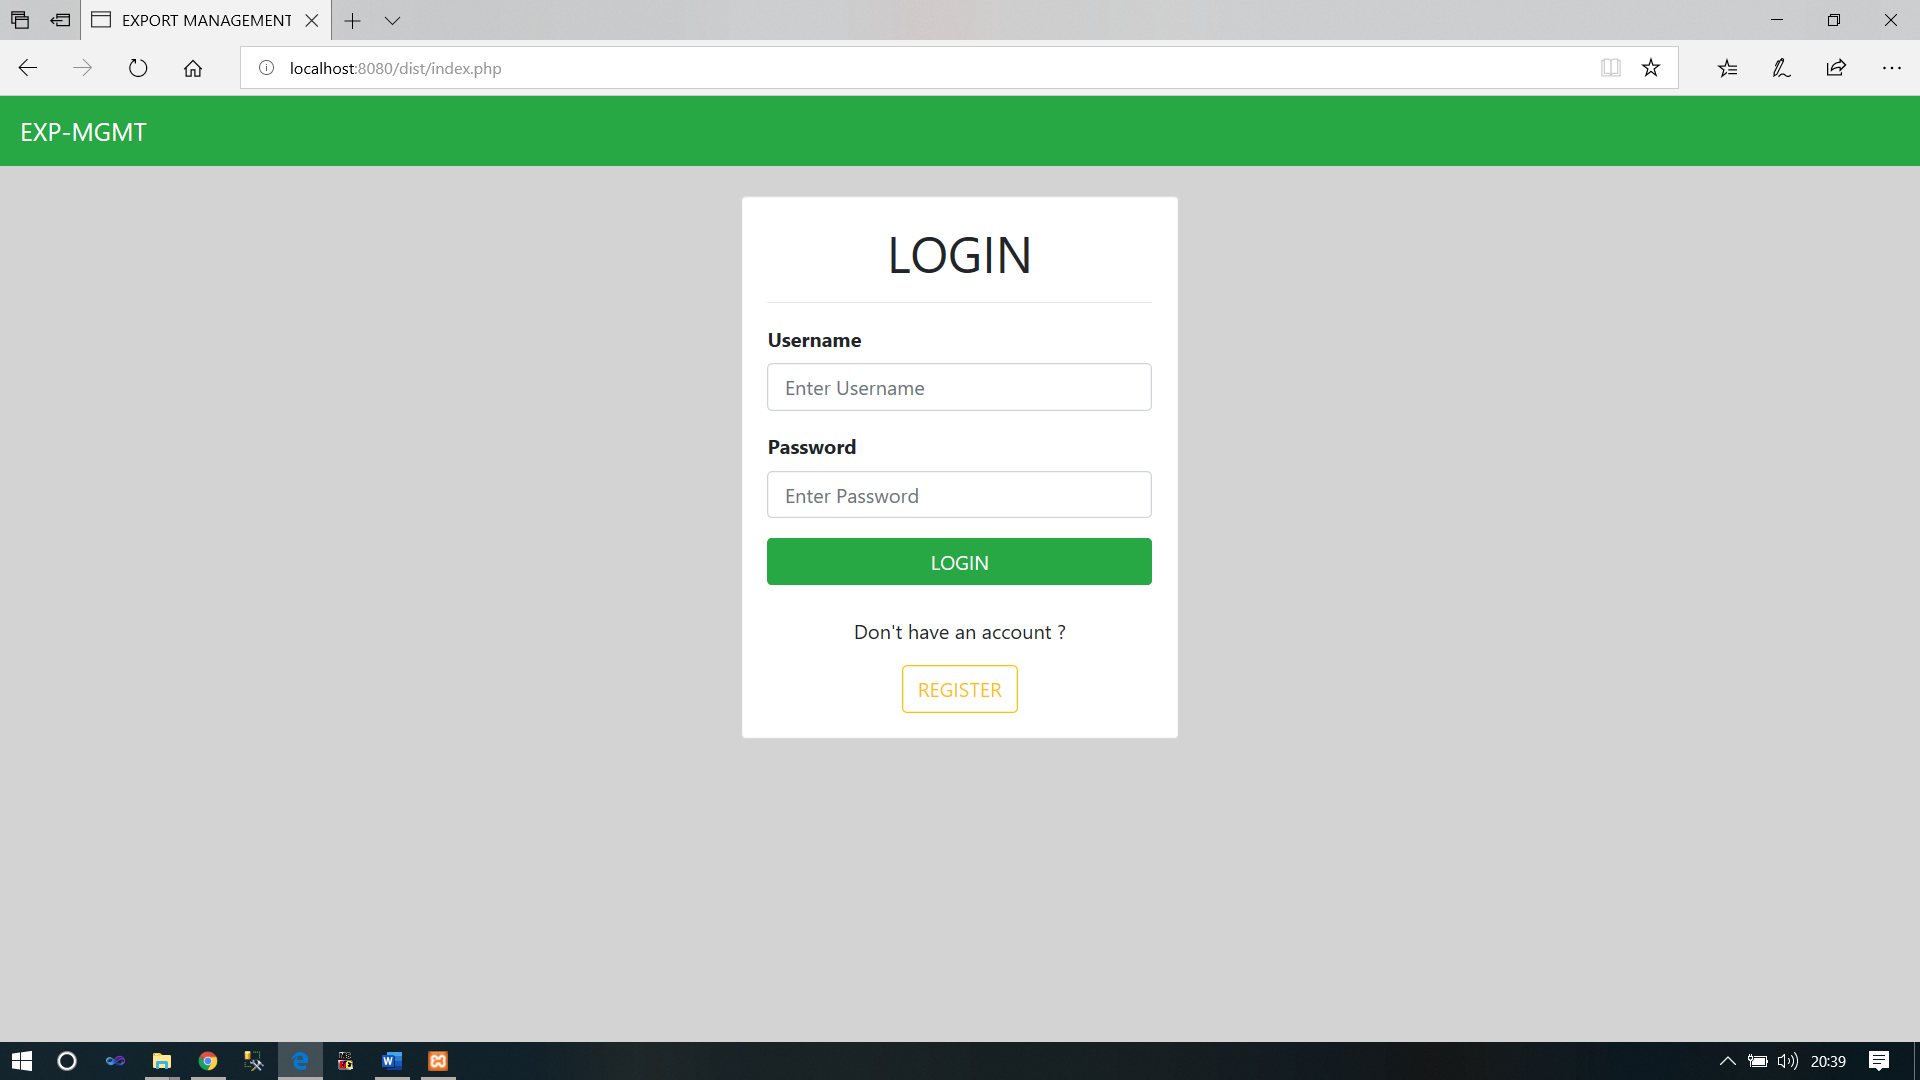 EXPORT MANAGEMENT
localhost:8080/dist/index.php
EXP-MGMT
LOGIN
Username
Enter Username
Password
Enter Password
LOGIN
Don't have an account ?
REGISTER
20:39